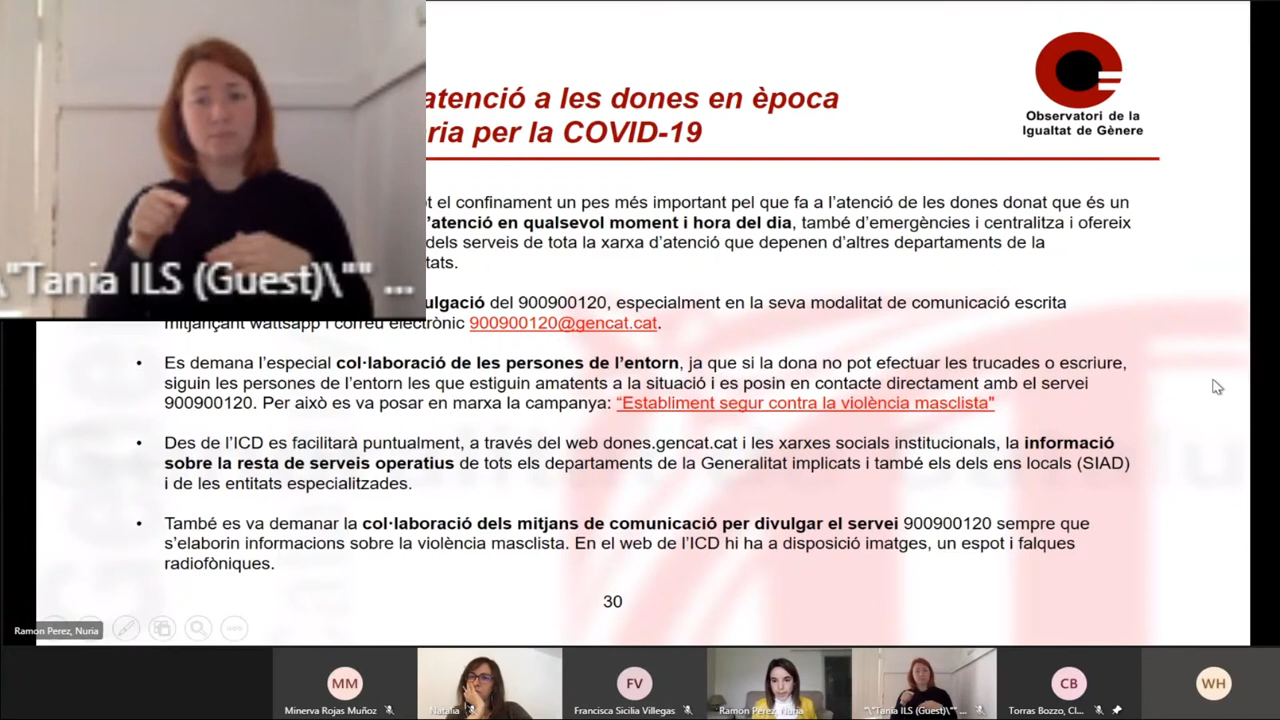 \"Tania ILS (Guest)\"" ...
atenció a les dones en època
ria per la COVID-19
Observatori de la
Igualtat de Gènere
t el confinament un pes més important pel que fa a l'atenció de les dones donat que és un
'atenció en qualsevol moment i hora del dia, també d'emergències i centralitza i ofereix
dels serveis de tota la xarxa d'atenció que depenen d'altres departaments de la
tats.
ulgació del 900900120, especialment en la seva modalitat de comunicació escrita
mitjançant wattsapp i correu electrònic 900900120@gencat.cat.
• Es demana l'especial col·laboració de les persones de l'entorn, ja que si la dona no pot efectuar les trucades o escriure,
siguin les persones de l'entorn les que estiguin amatents a la situació i es posin en contacte directament amb el servei
900900120. Per això es va posar en marxa la campanya: "Establiment segur contra la violència masclista"
• Des de l'ICD es facilitarà puntualment, a través del web dones.gencat.cat i les xarxes socials institucionals, la informació
sobre la resta de serveis operatius de tots els departaments de la Generalitat implicats i també els dels ens locals (SIAD)
i de les entitats especialitzades.
• També es va demanar la col·laboració dels mitjans de comunicació per divulgar el servei 900900120 sempre que
s'elaborin informacions sobre la violència masclista. En el web de l'ICD hi ha a disposició imatges, un espot i falques
radiofòniques.
30
Ramon Perez, Nuria
MM
FV
CB
WH
Minerva Rojas Muñoz
Natalia
Francisca Sicilia Villegas
Ramon Perez, Nuria
\"Tania ILS (Guest)\"" ...
Torras Bozzo, Cl...